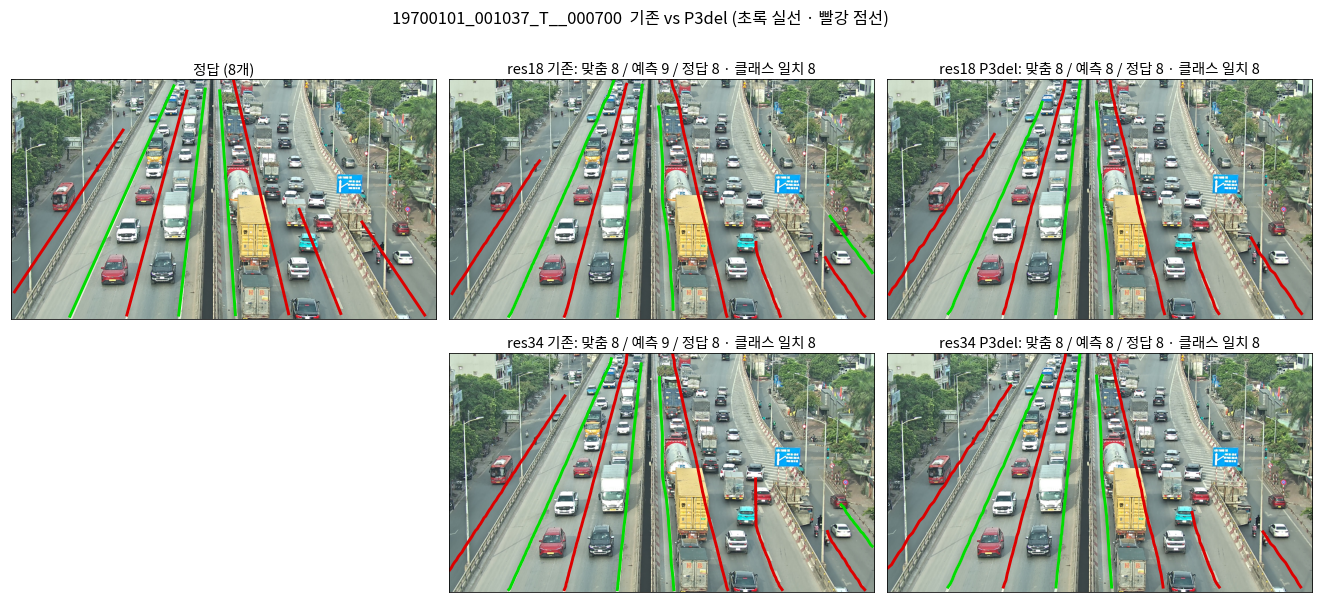 19700101_001037_T__000700 기존 vs P3del (초록 실선 · 빨강 점선)
정답 (8개)
res18 기존: 맞춤 8 / 예측 9 / 정답 8 · 클래스 일치 8
res18 P3del: 맞춤 8 / 예측 8 / 정답 8 · 클래스 일치 8
res34 기존: 맞춤 8 / 예측 9 / 정답 8 · 클래스 일치 8
res34 P3del: 맞춤 8 / 예측 8 / 정답 8 · 클래스 일치 8